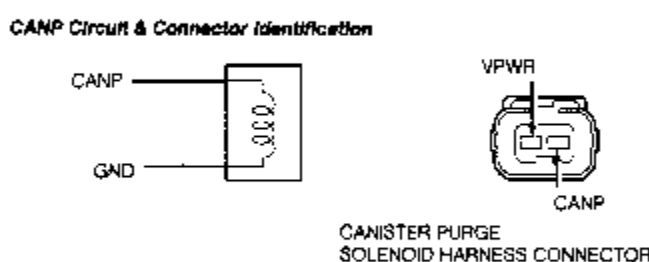 CANP Circuit & Connector Identification
CANP
GND
VPWR
CANP
CANISTER PURGE
SOLENOID HARNESS CONNECTOR